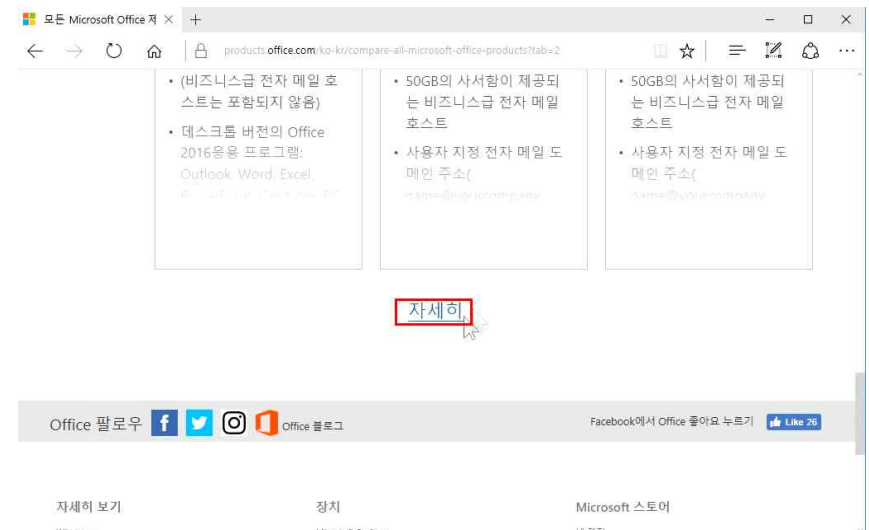 모든 Microsoft Office 제
products.office.com/ko-kr/compare-all-microsoft-office-products?tab=2
• (비즈니스급 전자 메일 호
스트는 포함되지 않음)
• 데스크톱 버전의 Office
2016응용 프로그램:
Outlook, Word, Excel,
• 50GB의 사서함이 제공되
는 비즈니스급 전자 메일
호스트
• 사용자 지정 전자 메일 도
메인 주소(
name@yourcompany
• 50GB의 사서함이 제공되
는 비즈니스급 전자 메일
호스트
• 사용자 지정 전자 메일 도
메인 주소(
name@yourcompany
자세히
Office 팔로우
Office 블로그
Facebook에서 Office 좋아요 누르기
Like 26
자세히 보기
장치
Microsoft 스토어